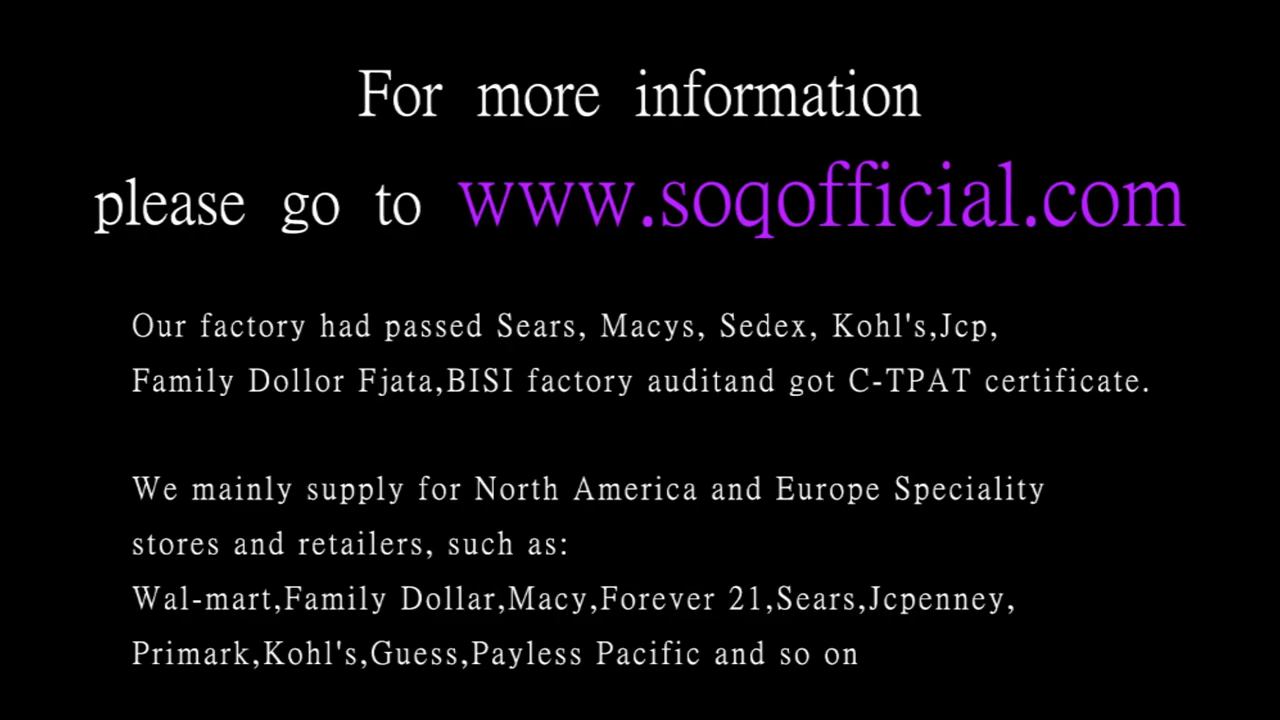 For more information
please go to www.soqofficial.com
Our factory had passed Sears, Macys, Sedex, Kohl's,Jcp,
Family Dollor Fjata,BISI factory auditand got C-TPAT certificate.
We mainly supply for North America and Europe Speciality
stores and retailers, such as:
Wal-mart,Family Dollar,Macy,Forever 21,Sears,Jcpenney,
Primark,Kohl's,Guess,Payless Pacific and so on